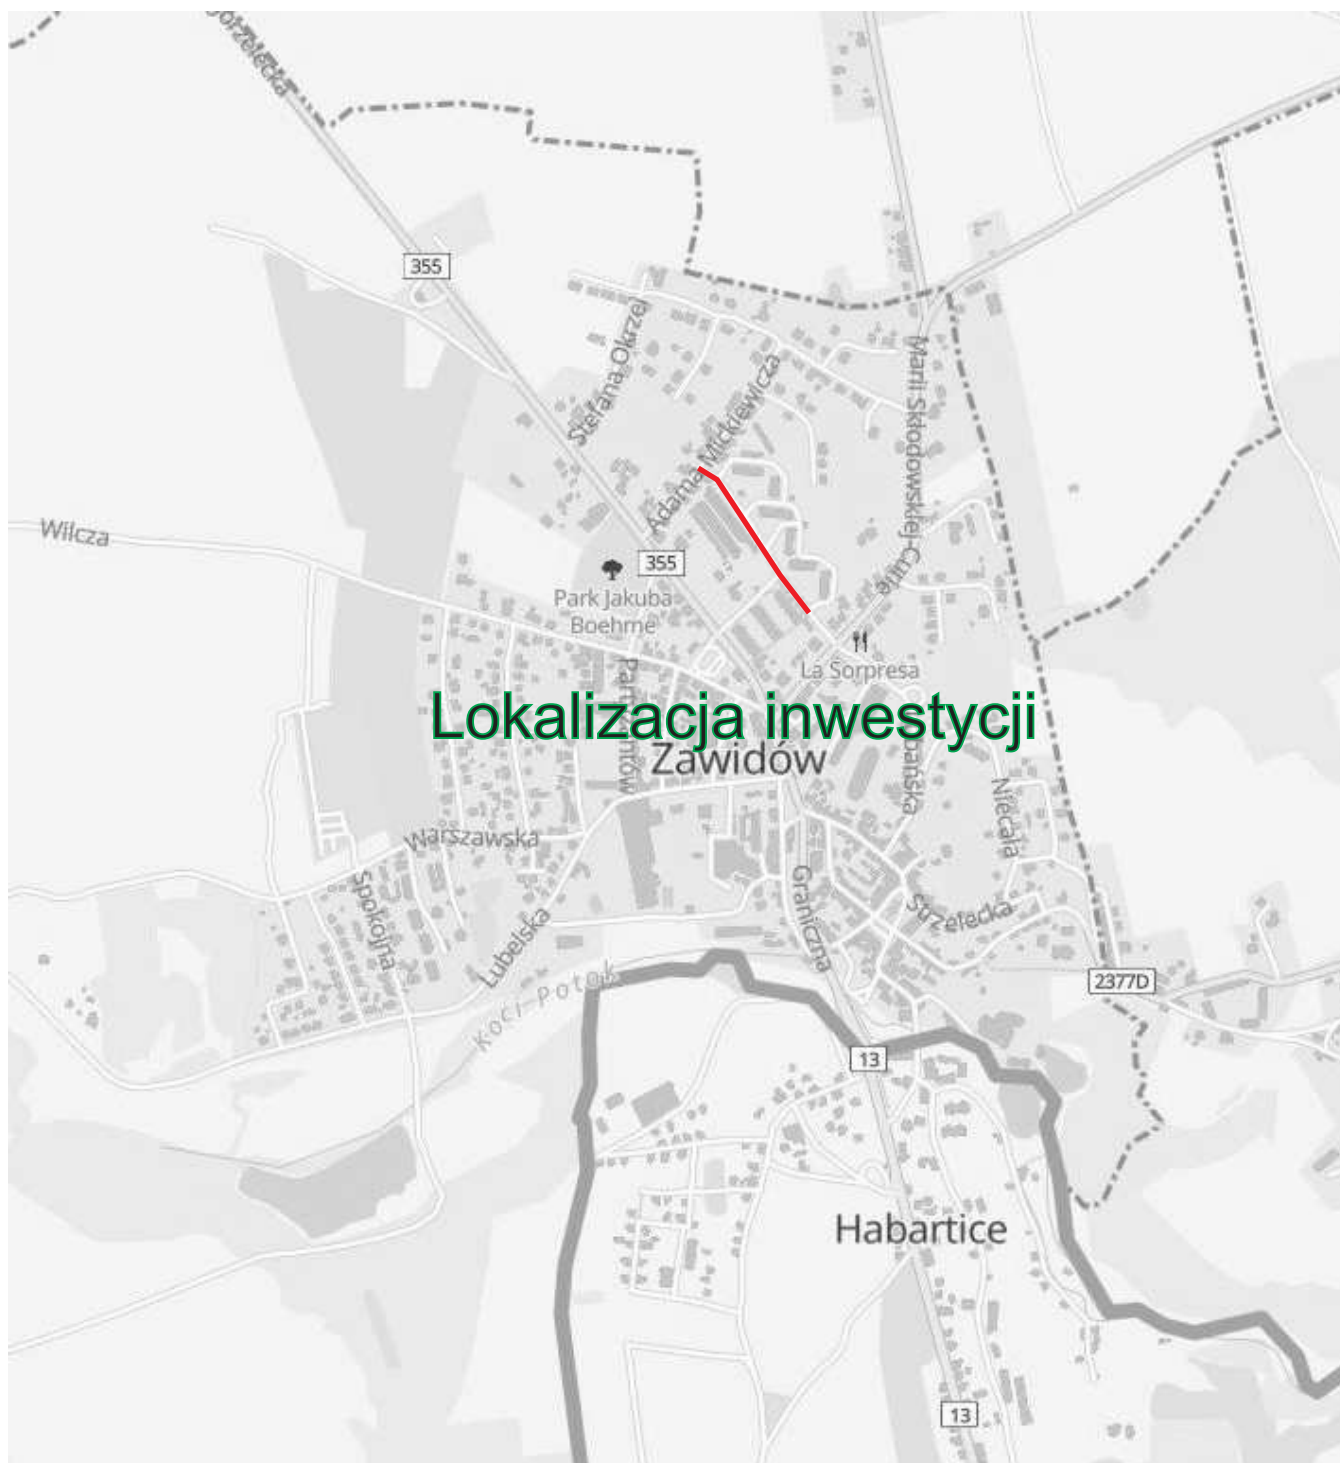 355
Stefana Okrzei
Adama Mickiewicza
Marii Skłodowskiej-Curie
Wilcza
355
Park Jakuba
Boehme
La Sorpresa
Lokalizacja inwestycji
Zawidów
Niecała
Warszawska
Spokojna
Graniczna
Strzelecka
Lubelska
Koci Potok
2377D
13
Habartice
13